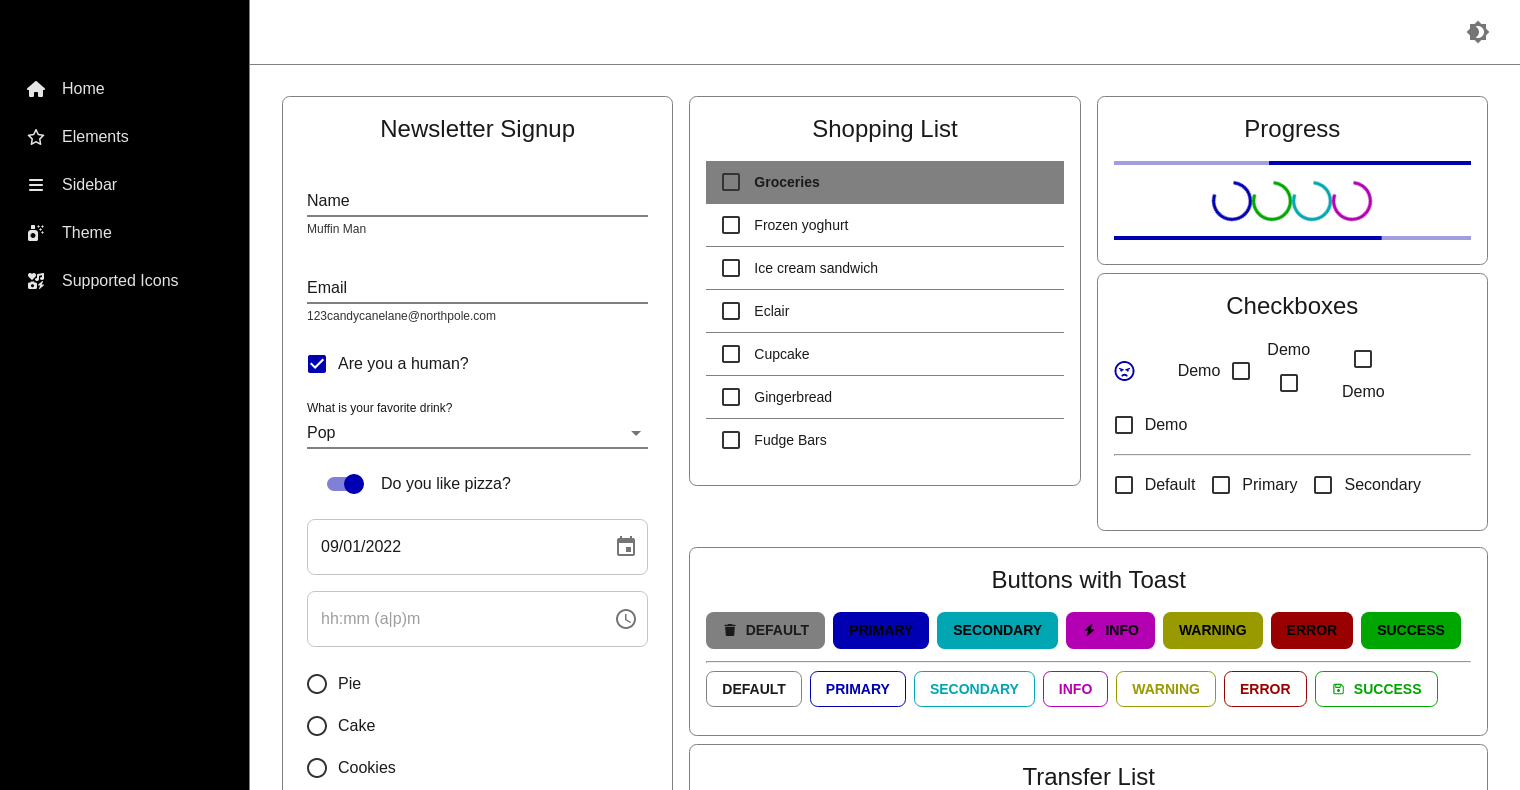 Home
Elements
Sidebar
Theme
Supported Icons
Newsletter Signup
Name
Muffin Man
Email
123candycanelane@northpole.com
Are you a human?
What is your favorite drink?
Pop
Do you like pizza?
09/01/2022
hh:mm (a|p)m
Pie
Cake
Cookies
Shopping List
Groceries
Frozen yoghurt
Ice cream sandwich
Eclair
Cupcake
Gingerbread
Fudge Bars
Progress
Checkboxes
Demo
Demo
Demo
Demo
Default Primary Secondary
Buttons with Toast
DEFAULT PRIMARY SECONDARY INFO WARNING ERROR SUCCESS
DEFAULT PRIMARY SECONDARY INFO WARNING ERROR SUCCESS
Transfer List